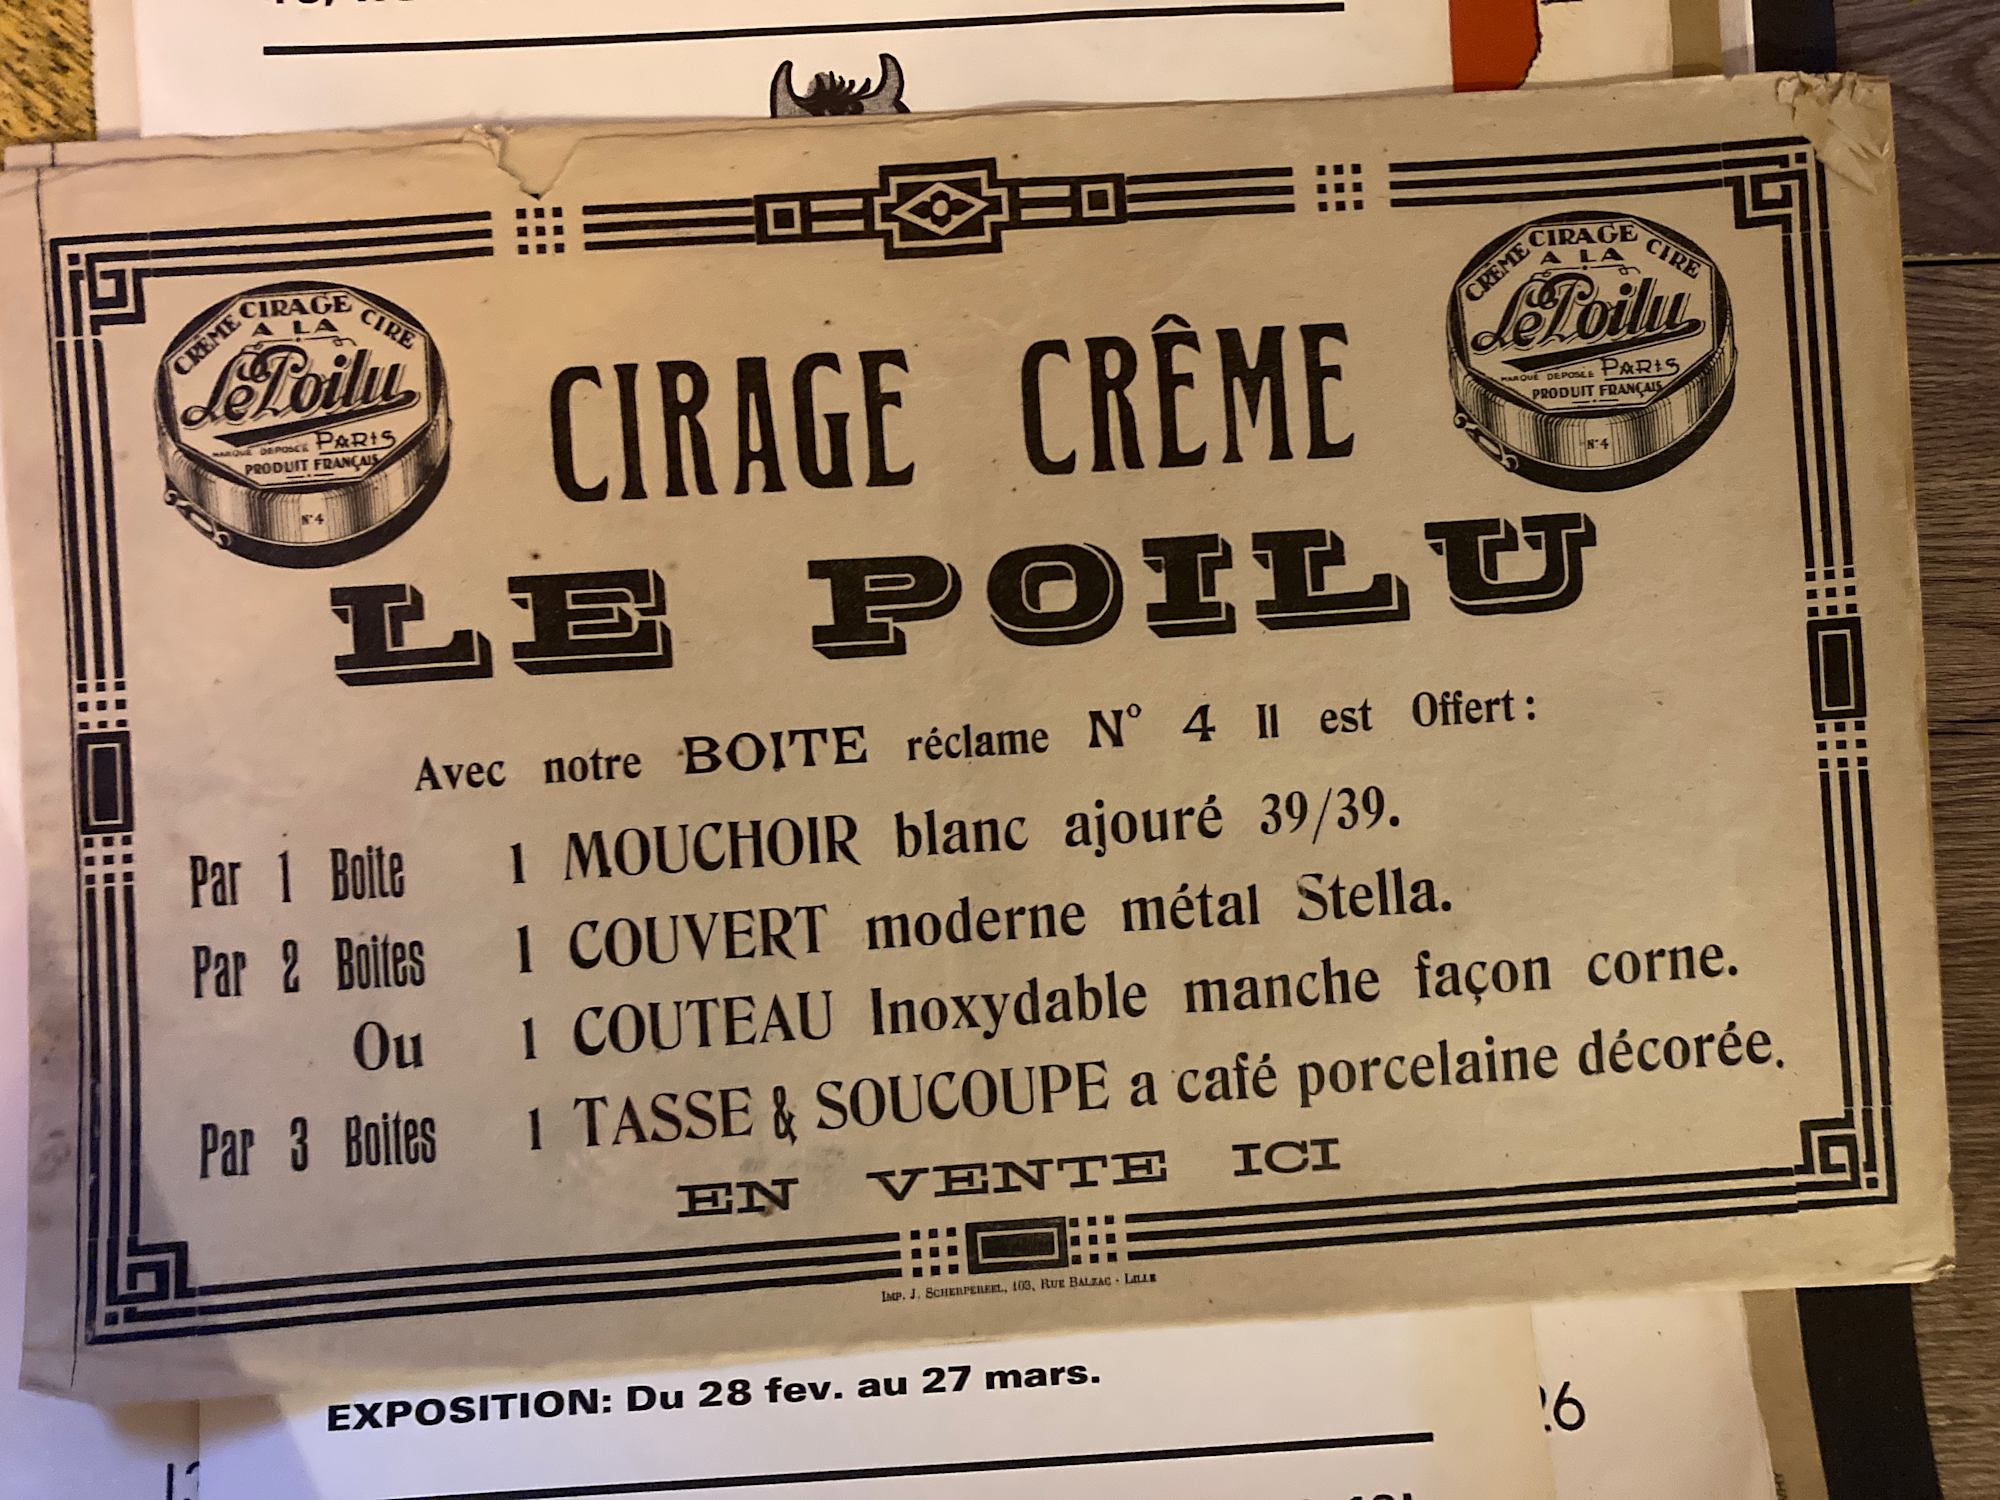 CRÈME CIRAGE CIRE
A LA
Le Poilu
MARQUE DEPOSÉE PARIS
PRODUIT FRANÇAIS
N°4
CRÈME CIRAGE CIRE
A LA
Le Poilu
MARQUE DEPOSÉE PARIS
PRODUIT FRANÇAIS
N°4
CIRAGE CRÊME
LE POILU
Avec notre BOITE réclame N° 4 Il est Offert :
Par 1 Boite 1 MOUCHOIR blanc ajouré 39/39.
Par 2 Boites 1 COUVERT moderne métal Stella.
Ou 1 COUTEAU Inoxydable manche façon corne.
Par 3 Boites 1 TASSE & SOUCOUPE a café porcelaine décorée.
EN VENTE ICI
IMP. J. SCHERPEREEL, 103, RUE BALZAC - LILLE
EXPOSITION: Du 28 fev. au 27 mars.
26